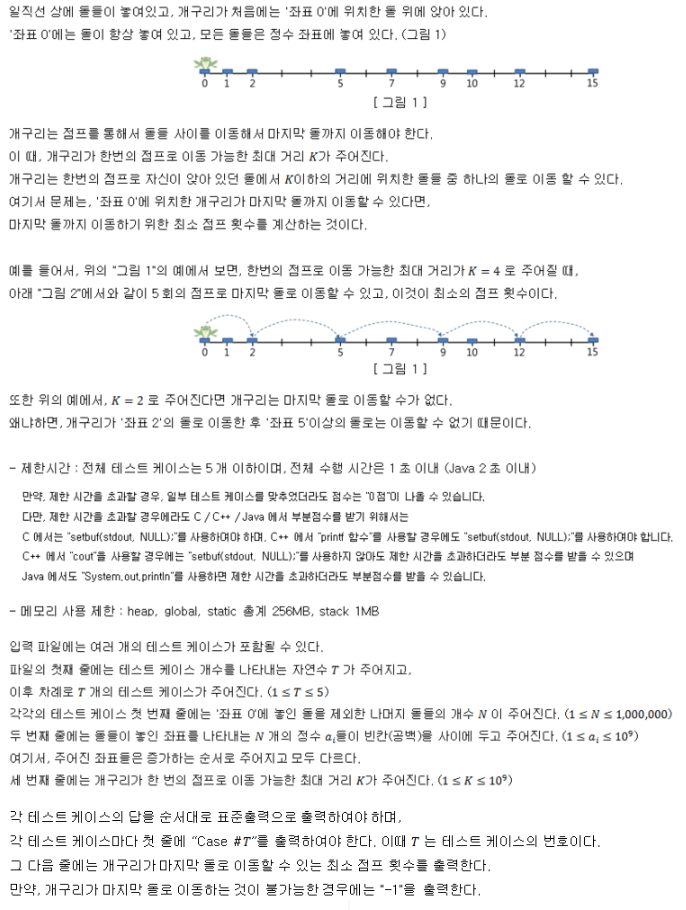 일직선 상에 돌들이 놓여있고, 개구리가 처음에는 '좌표 0'에 위치한 돌 위에 앉아 있다.
'좌표 0'에는 돌이 항상 놓여 있고, 모든 돌들은 정수 좌표에 놓여 있다. (그림 1)
0 1 2 5 7 9 10 12 15
[ 그림 1 ]
개구리는 점프를 통해서 돌들 사이를 이동해서 마지막 돌까지 이동해야 한다.
이 때, 개구리가 한번의 점프로 이동 가능한 최대 거리 K가 주어진다.
개구리는 한번의 점프로 자신이 앉아 있던 돌에서 K이하의 거리에 위치한 돌들 중 하나의 돌로 이동 할 수 있다.
여기서 문제는, '좌표 0'에 위치한 개구리가 마지막 돌까지 이동할 수 있다면,
마지막 돌까지 이동하기 위한 최소 점프 횟수를 계산하는 것이다.
예를 들어서, 위의 "그림 1"의 예에서 보면, 한번의 점프로 이동 가능한 최대 거리가 K = 4 로 주어질 때,
아래 "그림 2"에서와 같이 5 회의 점프로 마지막 돌로 이동할 수 있고, 이것이 최소의 점프 횟수이다.
0 1 2 5 7 9 10 12 15
[ 그림 1 ]
또한 위의 예에서, K = 2 로 주어진다면 개구리는 마지막 돌로 이동할 수가 없다.
왜냐하면, 개구리가 '좌표 2'의 돌로 이동한 후 '좌표 5'이상의 돌로는 이동할 수 없기 때문이다.
- 제한시간 : 전체 테스트 케이스는 5 개 이하이며, 전체 수행 시간은 1 초 이내 (Java 2 초 이내)
만약, 제한 시간을 초과할 경우, 일부 테스트 케이스를 맞추었더라도 점수는 "0 점"이 나올 수 있습니다.
다만, 제한 시간을 초과할 경우에라도 C / C++ / Java 에서 부분점수를 받기 위해서는
C 에서는 "setbuf(stdout, NULL);"를 사용하여야 하며, C++ 에서 "printf 함수"를 사용할 경우에도 "setbuf(stdout, NULL);"를 사용하여야 합니다.
C++ 에서 "cout"을 사용할 경우에는 "setbuf(stdout, NULL);"를 사용하지 않아도 제한 시간을 초과하더라도 부분 점수를 받을 수 있으며
Java 에서도 "System.out.println"를 사용하면 제한 시간을 초과하더라도 부분점수를 받을 수 있습니다.
- 메모리 사용 제한 : heap, global, static 총계 256MB, stack 1MB
입력 파일에는 여러 개의 테스트 케이스가 포함될 수 있다.
파일의 첫째 줄에는 테스트 케이스 개수를 나타내는 자연수 T 가 주어지고,
이후 차례로 T 개의 테스트 케이스가 주어진다. (1 ≤ T ≤ 5)
각각의 테스트 케이스 첫 번째 줄에는 '좌표 0'에 놓인 돌을 제외한 나머지 돌들의 개수 N 이 주어진다. (1 ≤ N ≤ 1,000,000)
두 번째 줄에는 돌들이 놓인 좌표를 나타내는 N 개의 정수 aᵢ들이 빈칸(공백)을 사이에 두고 주어진다. (1 ≤ aᵢ ≤ 10⁹)
여기서, 주어진 좌표들은 증가하는 순서로 주어지고 모두 다르다.
세 번째 줄에는 개구리가 한 번의 점프로 이동 가능한 최대 거리 K가 주어진다. (1 ≤ K ≤ 10⁹)
각 테스트 케이스의 답을 순서대로 표준출력으로 출력하여야 하며,
각 테스트 케이스마다 첫 줄에 "Case #T"를 출력하여야 한다. 이때 T 는 테스트 케이스의 번호이다.
그 다음 줄에는 개구리가 마지막 돌로 이동할 수 있는 최소 점프 횟수를 출력한다.
만약, 개구리가 마지막 돌로 이동하는 것이 불가능한 경우에는 "-1"을 출력한다.